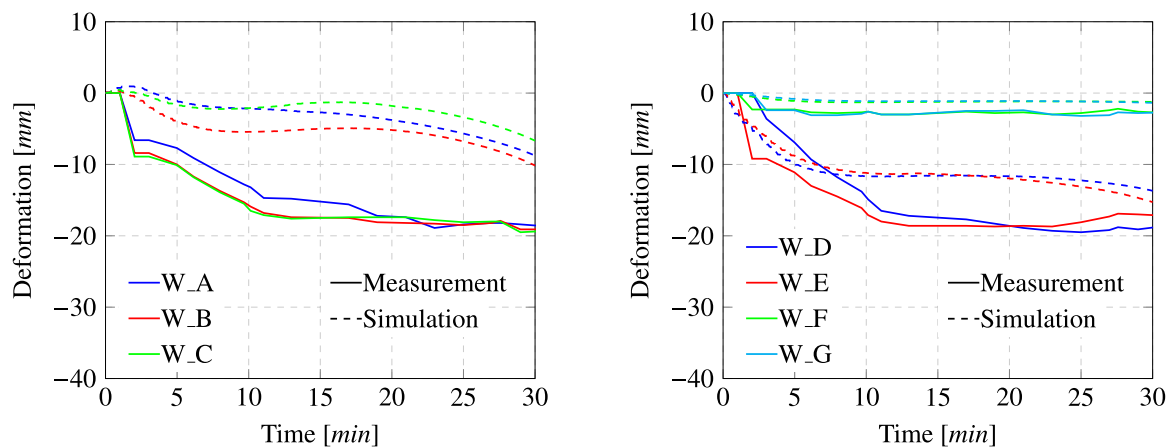 10
0
−10
−20
−30
−40
Deformation [mm]
W_A
W_B
W_C
Measurement
Simulation
0 5 10 15 20 25 30
Time [min]
10
0
−10
−20
−30
−40
Deformation [mm]
W_D
W_E
W_F
W_G
Measurement
Simulation
0 5 10 15 20 25 30
Time [min]